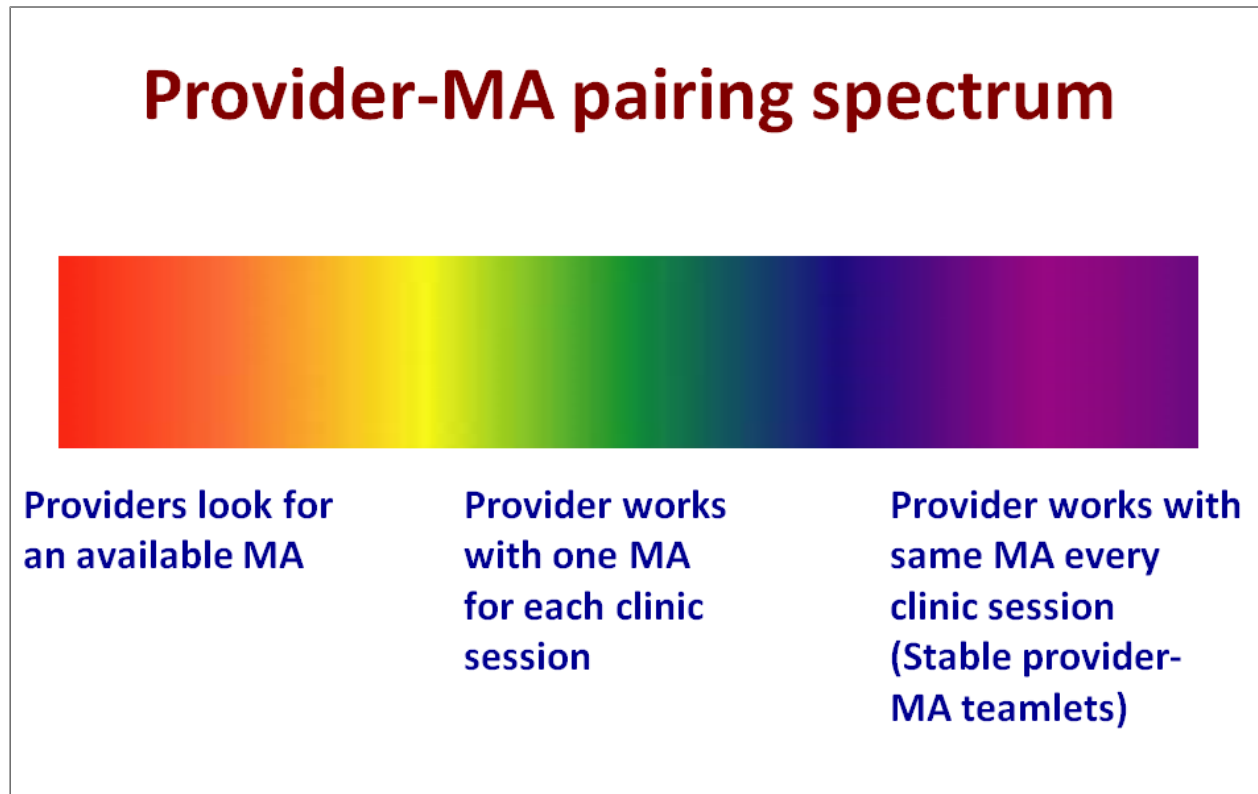 Provider-MA pairing spectrum
Providers look for
an available MA
Provider works
with one MA
for each clinic
session
Provider works with
same MA every
clinic session
(Stable provider-
MA teamlets)